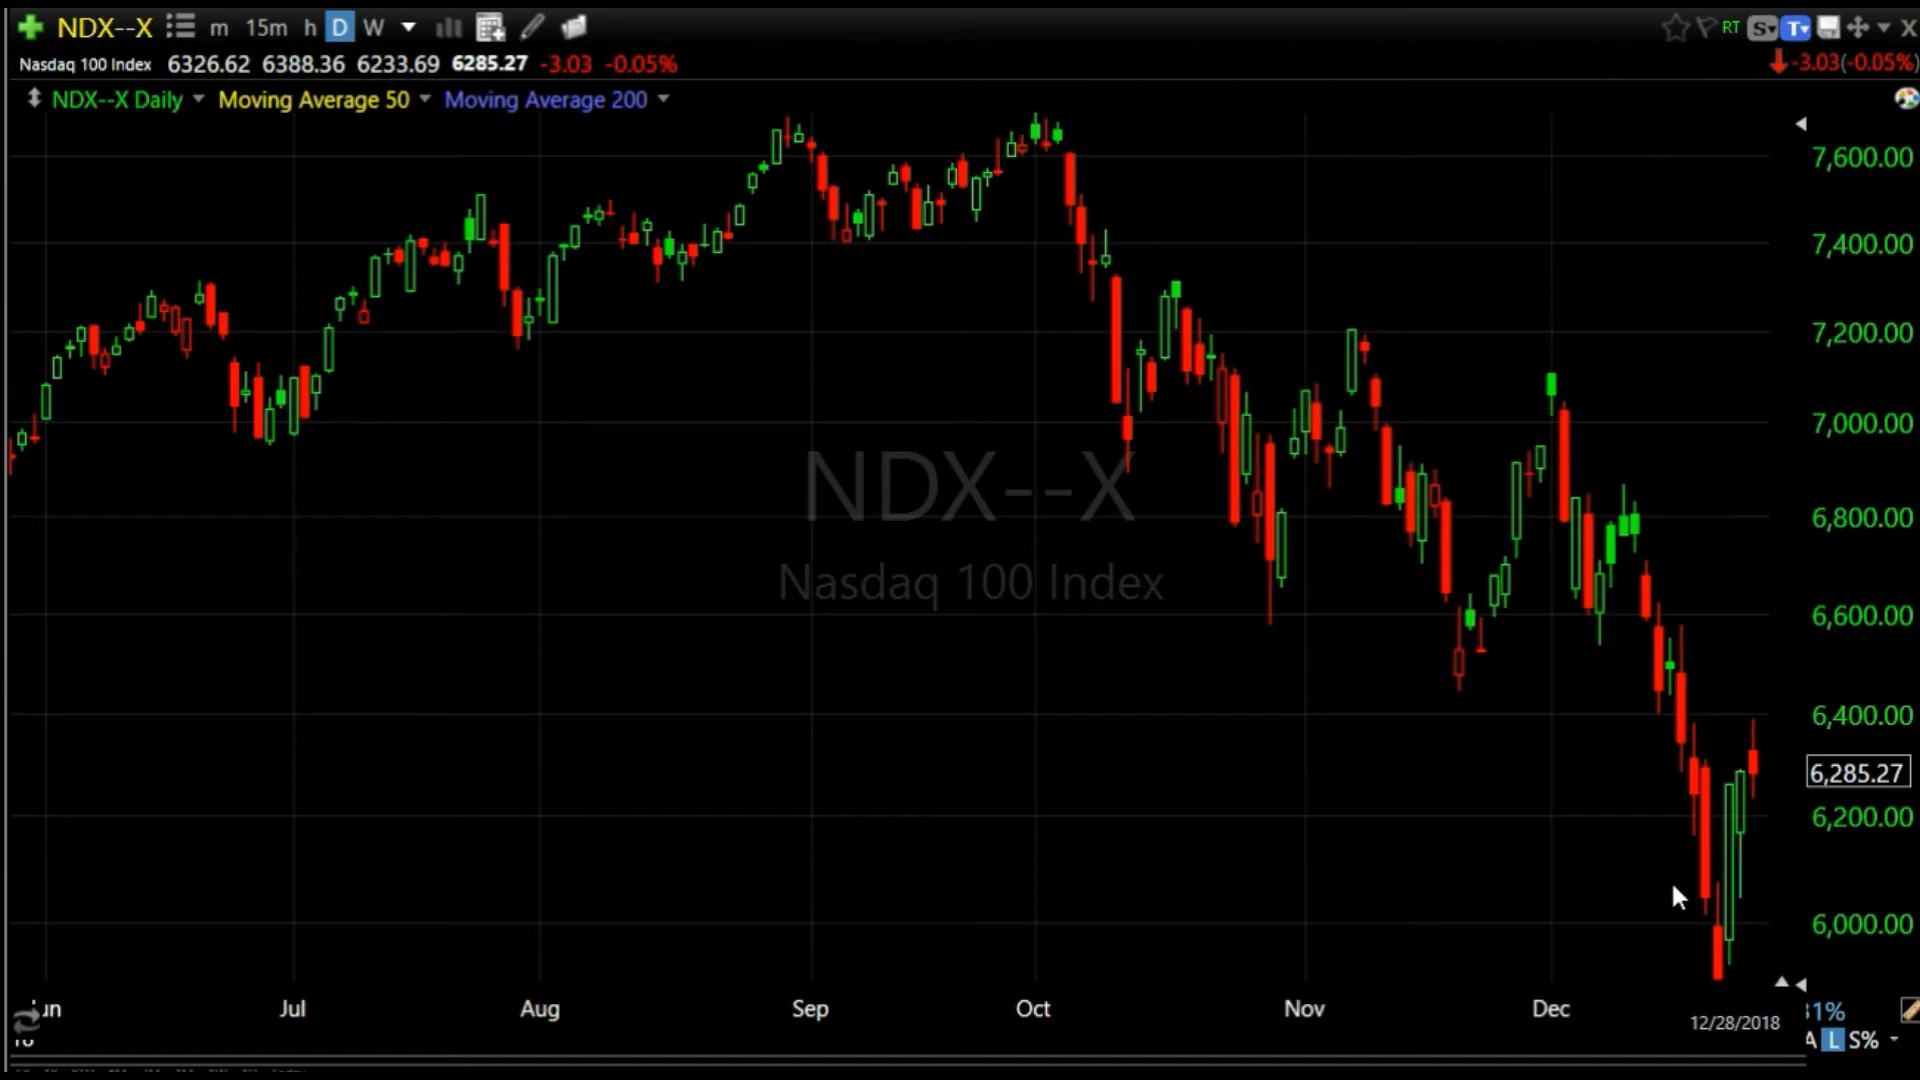 NDX--X m 15m h D W RT S T X
Nasdaq 100 Index 6326.62 6388.36 6233.69 6285.27 -3.03 -0.05% -3.03(-0.05%)
NDX--X Daily Moving Average 50 Moving Average 200
7,600.00
7,400.00
7,200.00
7,000.00
NDX--X
6,800.00
Nasdaq 100 Index
6,600.00
6,400.00
6,285.27
6,200.00
6,000.00
Jul Aug Sep Oct Nov Dec
12/28/2018
A L S%